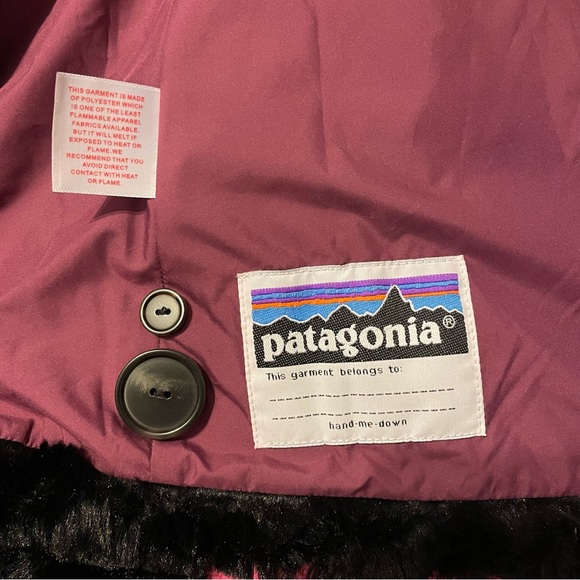 THIS GARMENT IS MADE
OF POLYESTER WHICH
IS ONE OF THE LEAST
FLAMMABLE APPAREL
FABRICS AVAILABLE.
BUT IT WILL MELT IF
EXPOSED TO HEAT OR
FLAME. WE
RECOMMEND THAT YOU
AVOID DIRECT
CONTACT WITH HEAT
OR FLAME.
patagonia®
This garment belongs to:
hand-me-down